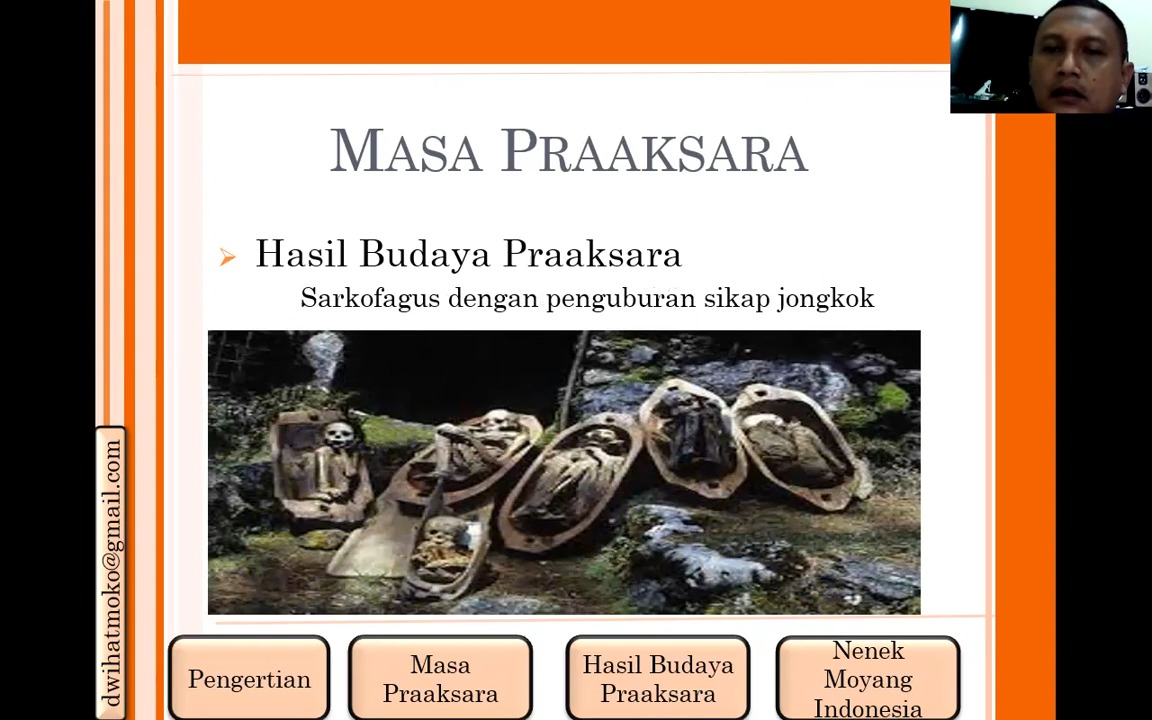 MASA PRAAKSARA
Hasil Budaya Praaksara
Sarkofagus dengan penguburan sikap jongkok
dwihatmoko@gmail.com
Pengertian
Masa
Praaksara
Hasil Budaya
Praaksara
Nenek
Moyang
Indonesia